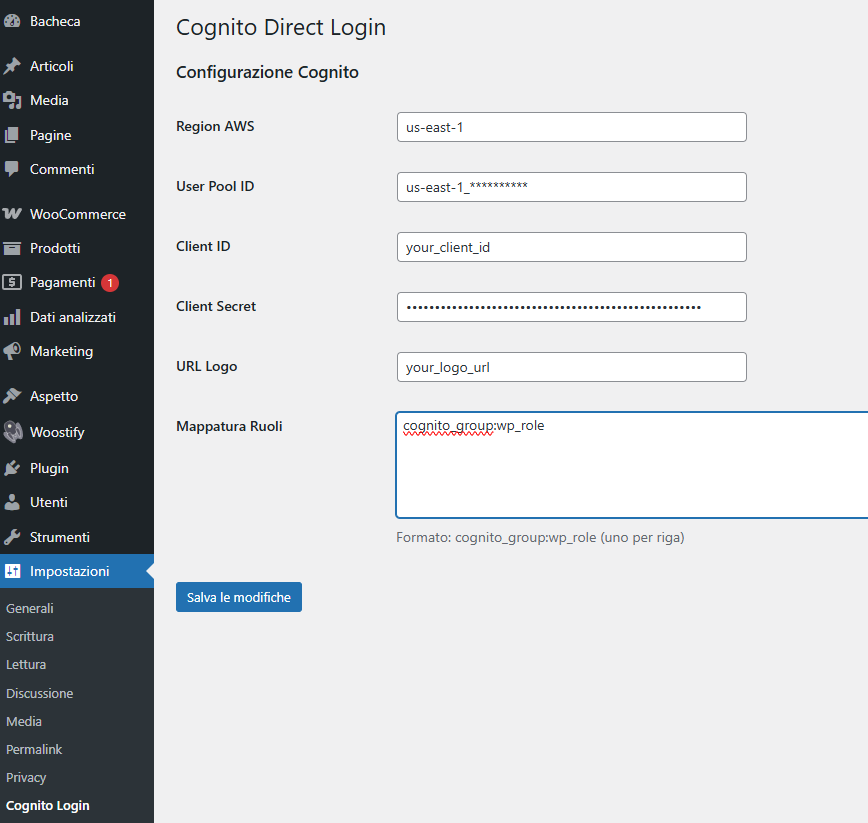 Bacheca
Articoli
Media
Pagine
Commenti
WooCommerce
Prodotti
Pagamenti 1
Dati analizzati
Marketing
Aspetto
Woostify
Plugin
Utenti
Strumenti
Impostazioni
Generali
Scrittura
Lettura
Discussione
Media
Permalink
Privacy
Cognito Login
Cognito Direct Login
Configurazione Cognito
Region AWS
us-east-1
User Pool ID
us-east-1_**********
Client ID
your_client_id
Client Secret
URL Logo
your_logo_url
Mappatura Ruoli
cognito_group:wp_role
Formato: cognito_group:wp_role (uno per riga)
Salva le modifiche